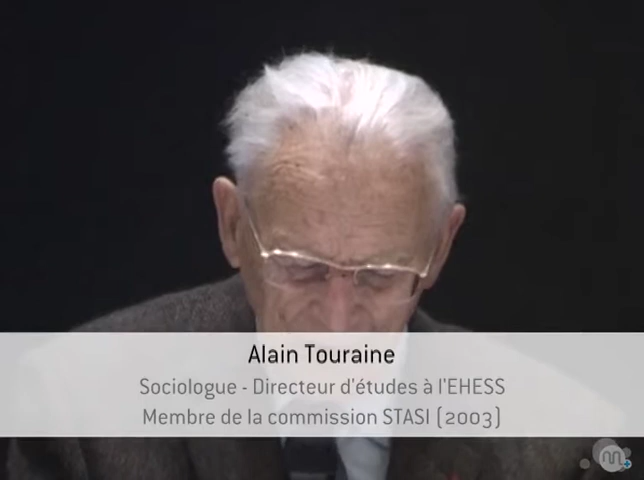 Alain Touraine
Sociologue - Directeur d'études à l'EHESS
Membre de la commission STASI (2003)